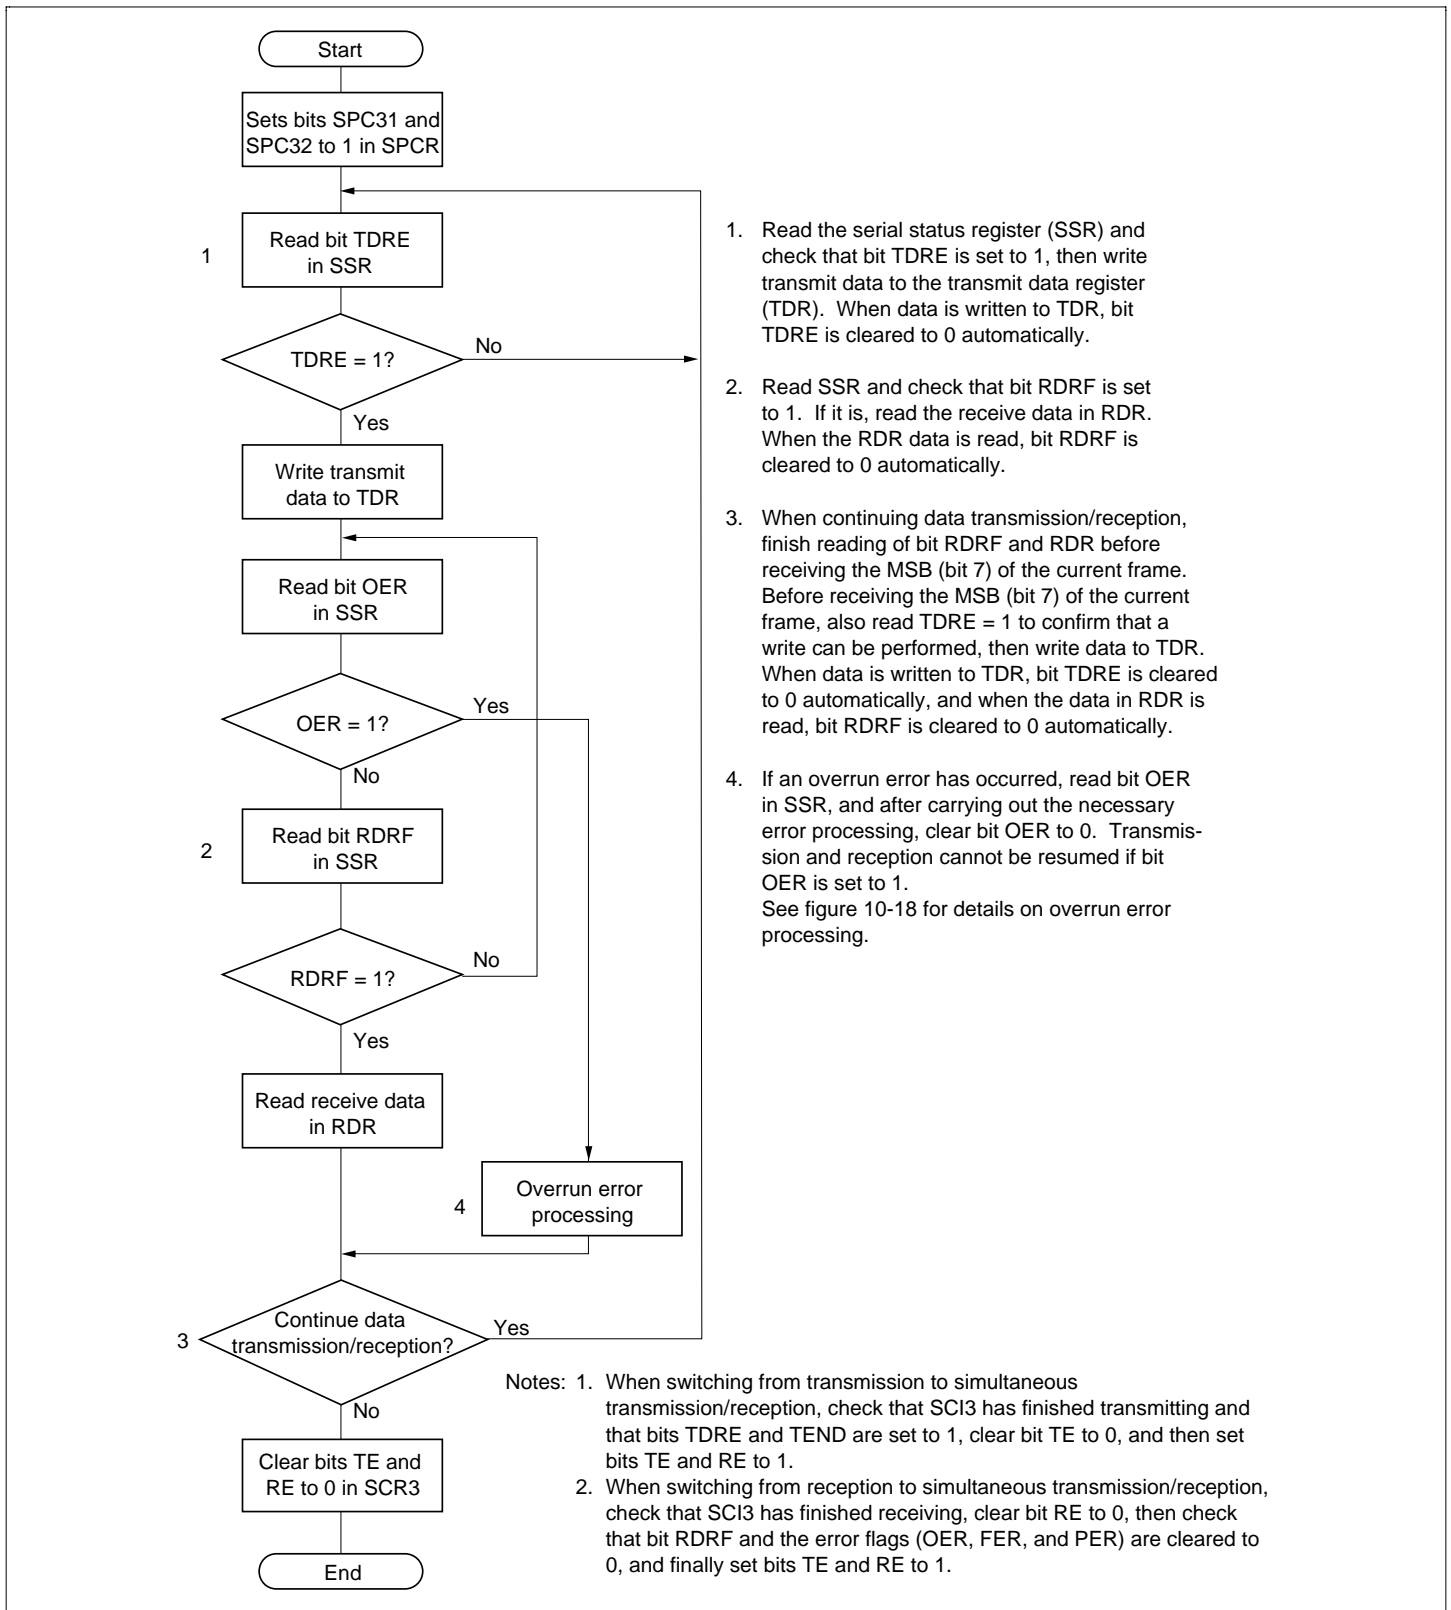 Start
Sets bits SPC31 and
SPC32 to 1 in SPCR
1
Read bit TDRE
in SSR
TDRE = 1?
No
Yes
Write transmit
data to TDR
Read bit OER
in SSR
OER = 1?
Yes
No
2
Read bit RDRF
in SSR
RDRF = 1?
No
Yes
Read receive data
in RDR
4
Overrun error
processing
3
Continue data
transmission/reception?
Yes
No
Clear bits TE and
RE to 0 in SCR3
End
1. Read the serial status register (SSR) and
check that bit TDRE is set to 1, then write
transmit data to the transmit data register
(TDR). When data is written to TDR, bit
TDRE is cleared to 0 automatically.
2. Read SSR and check that bit RDRF is set
to 1. If it is, read the receive data in RDR.
When the RDR data is read, bit RDRF is
cleared to 0 automatically.
3. When continuing data transmission/reception,
finish reading of bit RDRF and RDR before
receiving the MSB (bit 7) of the current frame.
Before receiving the MSB (bit 7) of the current
frame, also read TDRE = 1 to confirm that a
write can be performed, then write data to TDR.
When data is written to TDR, bit TDRE is cleared
to 0 automatically, and when the data in RDR is
read, bit RDRF is cleared to 0 automatically.
4. If an overrun error has occurred, read bit OER
in SSR, and after carrying out the necessary
error processing, clear bit OER to 0. Transmis-
sion and reception cannot be resumed if bit
OER is set to 1.
See figure 10-18 for details on overrun error
processing.
Notes: 1. When switching from transmission to simultaneous
transmission/reception, check that SCI3 has finished transmitting and
that bits TDRE and TEND are set to 1, clear bit TE to 0, and then set
bits TE and RE to 1.
2. When switching from reception to simultaneous transmission/reception,
check that SCI3 has finished receiving, clear bit RE to 0, then check
that bit RDRF and the error flags (OER, FER, and PER) are cleared to
0, and finally set bits TE and RE to 1.